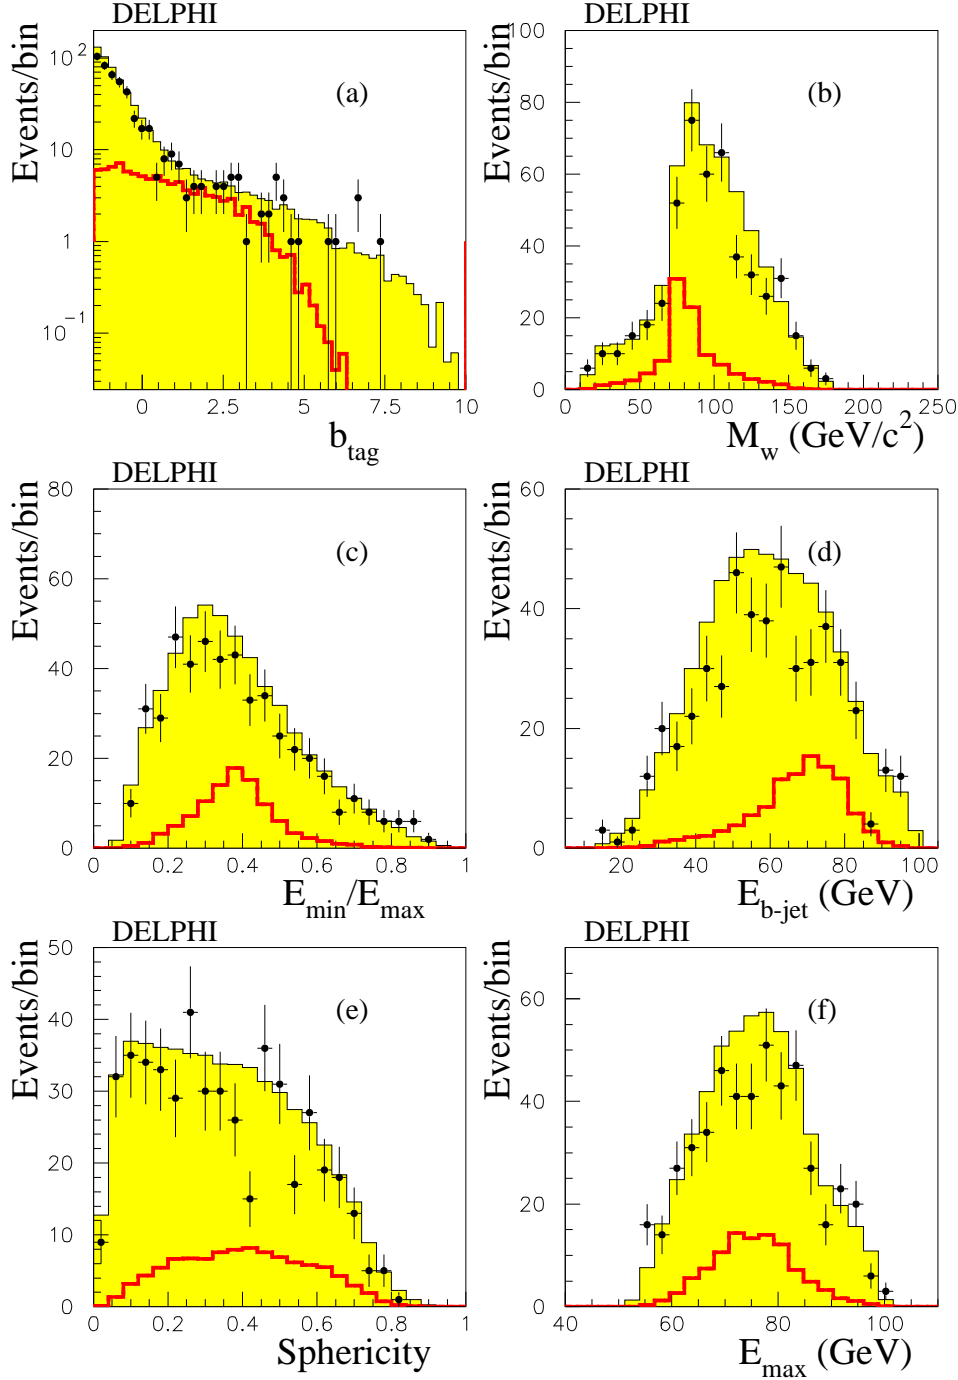 DELPHI
Events/bin
(a)
10^2
10
1
10^-1
0 2.5 5 7.5 10
b_tag
DELPHI
Events/bin
(b)
100
80
60
40
20
0
0 50 100 150 200 250
M_w (GeV/c^2)
DELPHI
Events/bin
(c)
80
60
40
20
0
0 0.2 0.4 0.6 0.8 1
E_min/E_max
DELPHI
Events/bin
(d)
60
40
20
0
20 40 60 80 100
E_b-jet (GeV)
DELPHI
Events/bin
(e)
50
40
30
20
10
0
0 0.2 0.4 0.6 0.8 1
Sphericity
DELPHI
Events/bin
(f)
60
40
20
0
40 60 80 100
E_max (GeV)